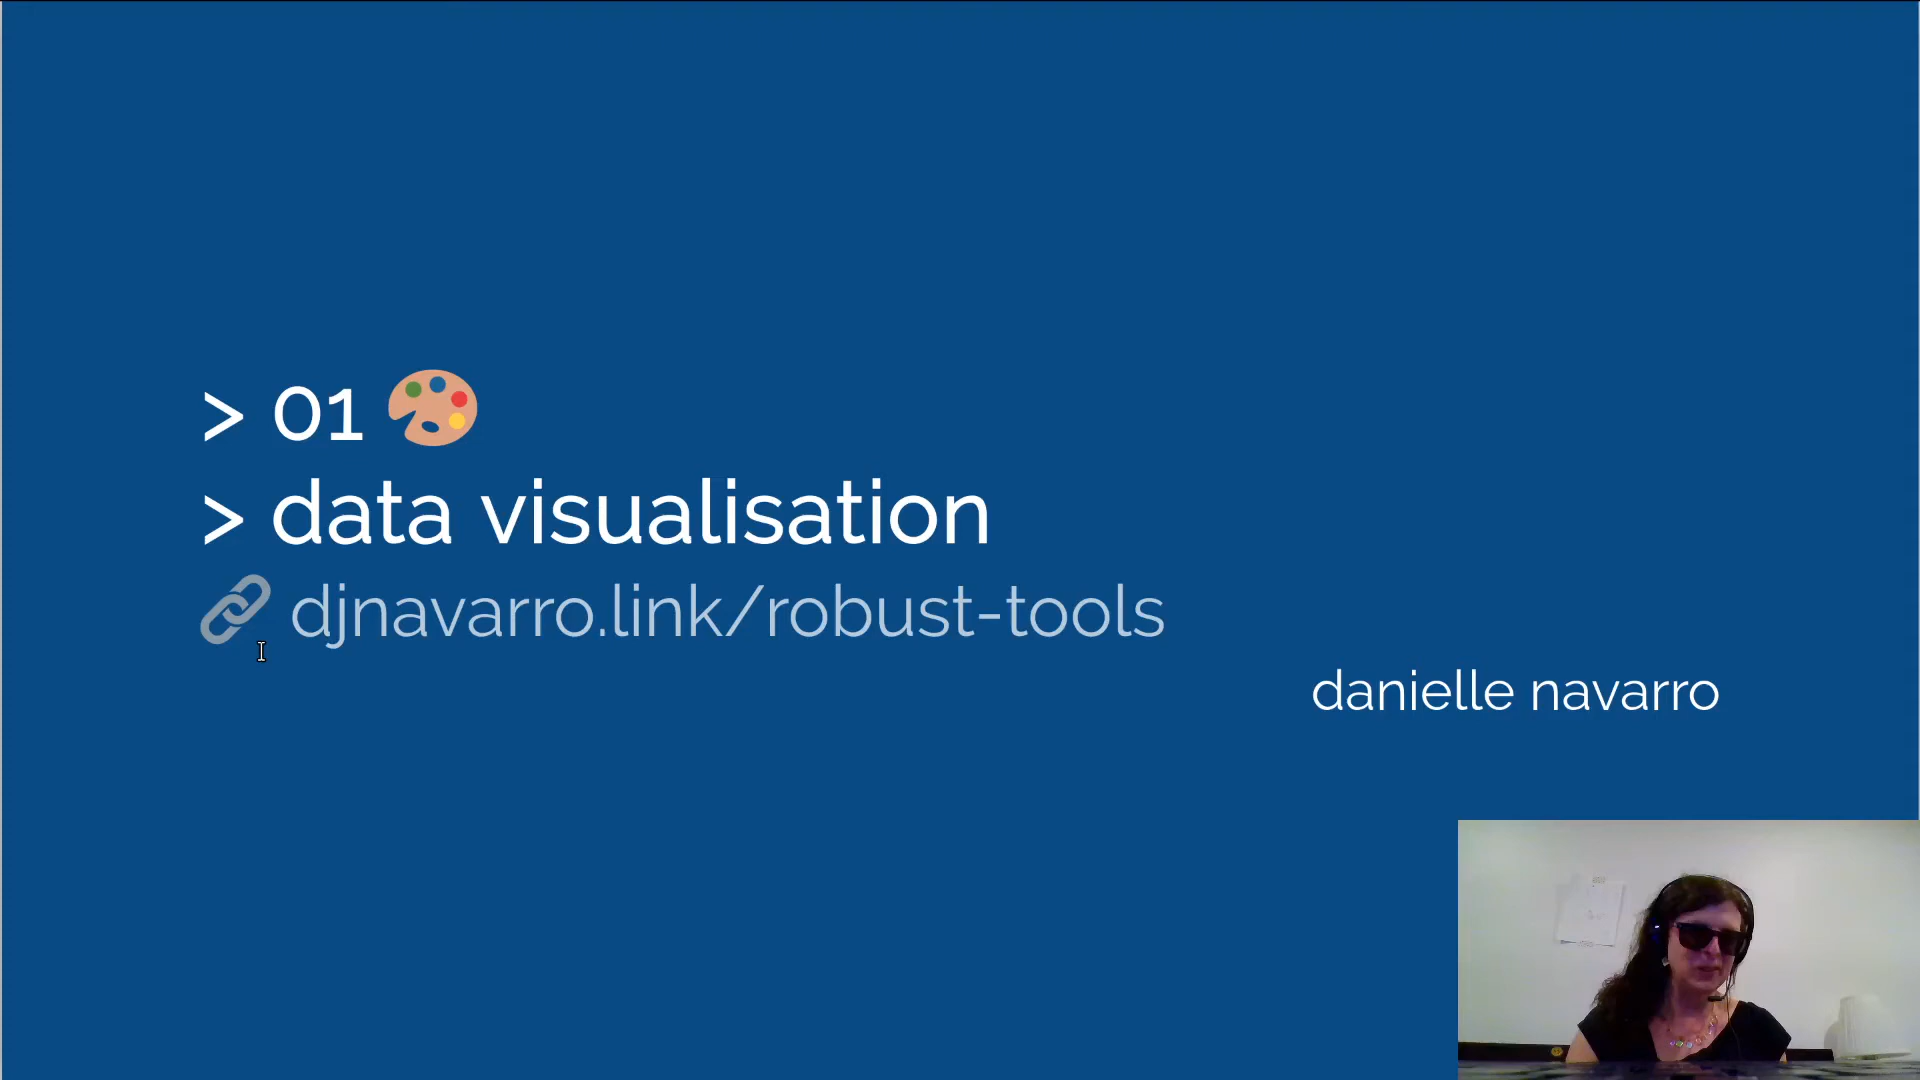 > 01
> data visualisation
djnavarro.link/robust-tools
danielle navarro